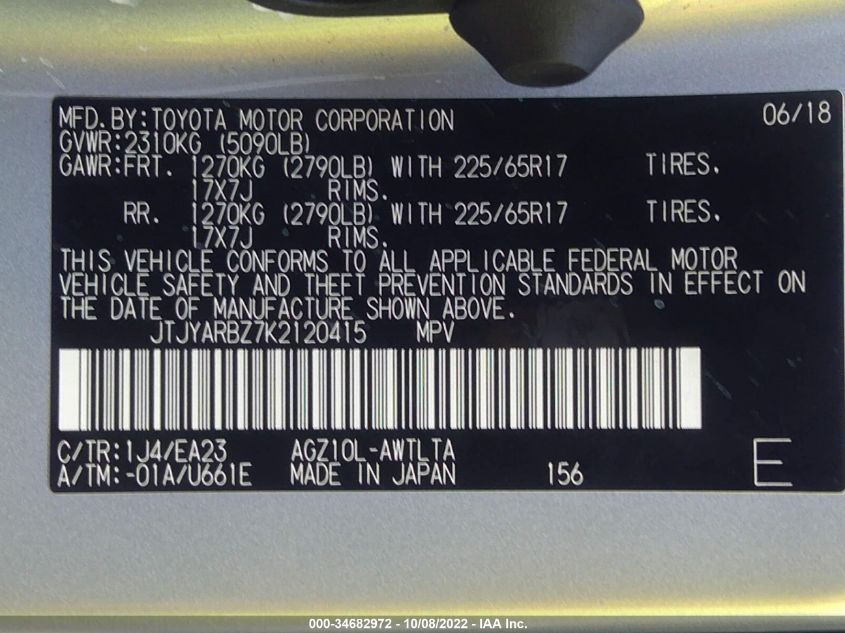 MFD.BY:TOYOTA MOTOR CORPORATION 06/18
GVWR:2310KG (5090LB)
GAWR:FRT. 1270KG (2790LB) WITH 225/65R17 TIRES.
17X7J RIMS.
RR. 1270KG (2790LB) WITH 225/65R17 TIRES.
17X7J RIMS.
THIS VEHICLE CONFORMS TO ALL APPLICABLE FEDERAL MOTOR
VEHICLE SAFETY AND THEFT PREVENTION STANDARDS IN EFFECT ON
THE DATE OF MANUFACTURE SHOWN ABOVE.
JTJYARBZ7K2120415 MPV
C/TR:1J4/EA23 AGZ10L-AWTLTA
A/TM:-01A/U661E MADE IN JAPAN 156 E
000-34682972 - 10/08/2022 - IAA Inc.